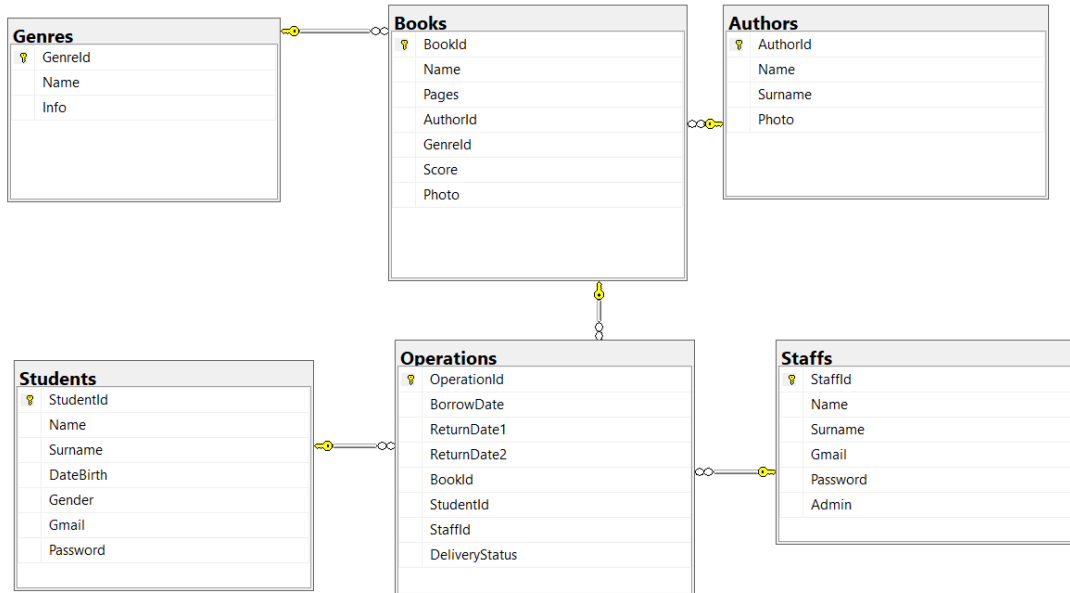 Genres
GenreId
Name
Info
Books
BookId
Name
Pages
AuthorId
GenreId
Score
Photo
Authors
AuthorId
Name
Surname
Photo
Students
StudentId
Name
Surname
DateBirth
Gender
Gmail
Password
Operations
OperationId
BorrowDate
ReturnDate1
ReturnDate2
BookId
StudentId
StaffId
DeliveryStatus
Staffs
StaffId
Name
Surname
Gmail
Password
Admin